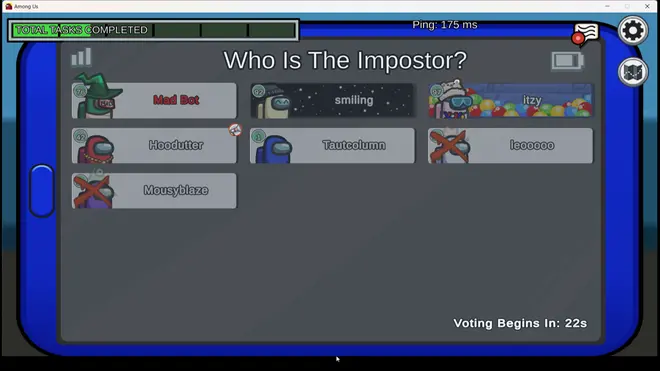 Among Us
TOTAL TASKS COMPLETED
Ping: 175 ms
Who Is The Impostor?
Mad Bot
smiling
itzy
Hoodutter
Tautcolumn
leooooo
Mousyblaze
Voting Begins In: 22s